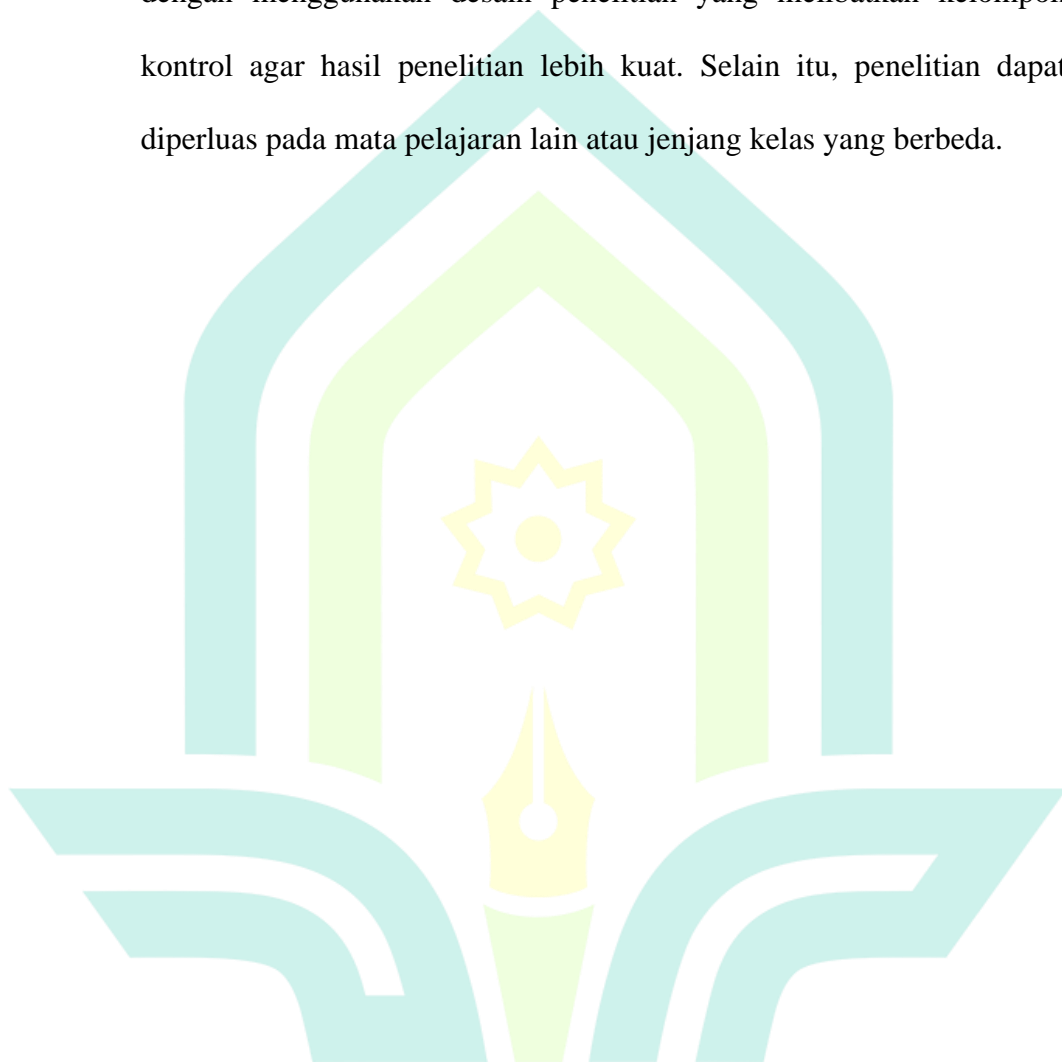 dengan menggunakan desain penelitian yang melibatkan kelompok
kontrol agar hasil penelitian lebih kuat. Selain itu, penelitian dapat
diperluas pada mata pelajaran lain atau jenjang kelas yang berbeda.